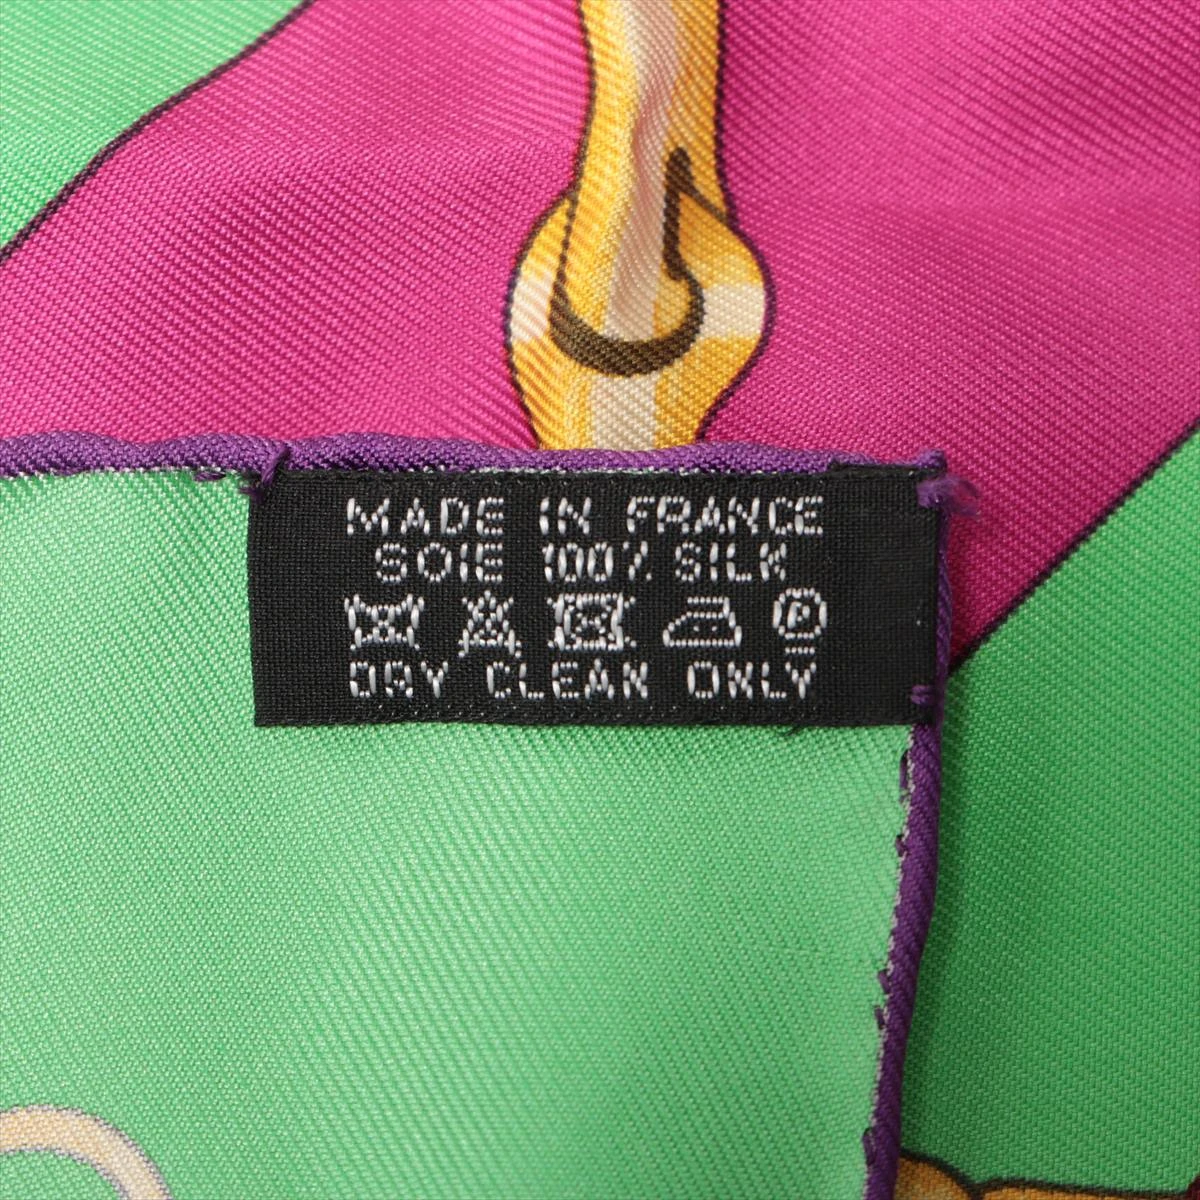 MADE IN FRANCE
SOIE 100% SILK
P
DRY CLEAN ONLY